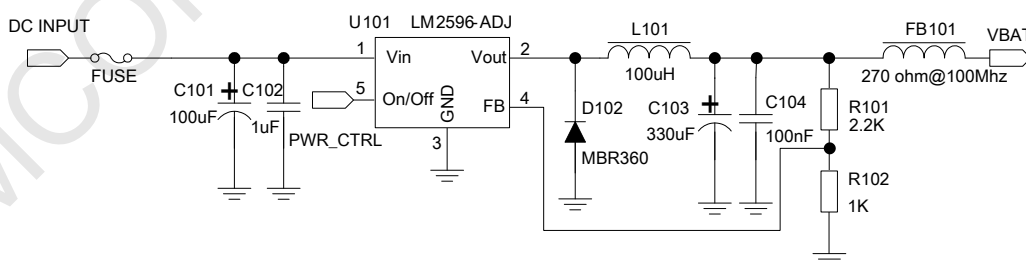 DC INPUT
FUSE
C101
100uF
C102
1uF
PWR_CTRL
U101 LM2596-ADJ
1
Vin
5
On/Off
GND
3
Vout
2
FB
4
D102
MBR360
L101
100uH
C103
330uF
C104
100nF
FB101
270 ohm@100Mhz
VBAT
R101
2.2K
R102
1K